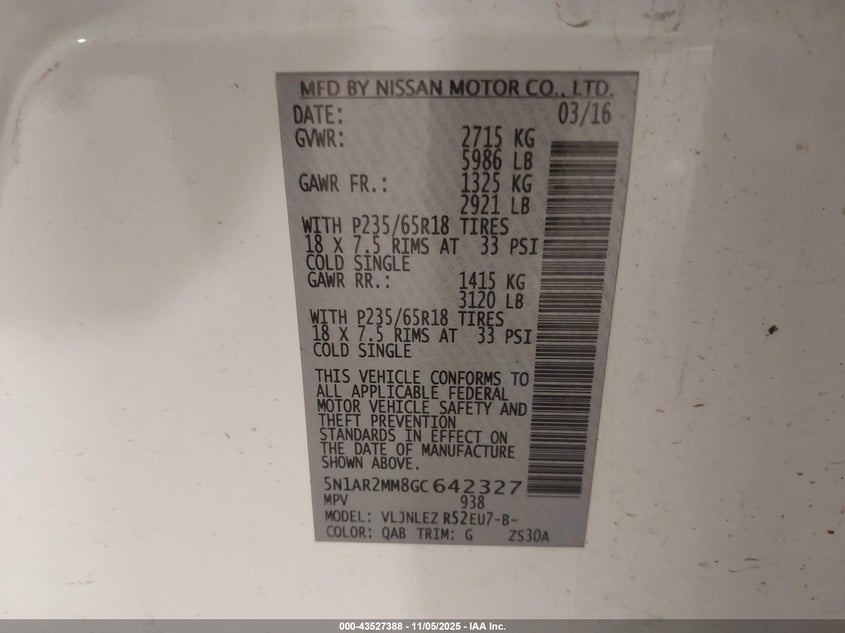 MFD BY NISSAN MOTOR CO., LTD.
DATE: 03/16
GVWR: 2715 KG
5986 LB
GAWR FR.: 1325 KG
2921 LB
WITH P235/65R18 TIRES
18 X 7.5 RIMS AT 33 PSI
COLD SINGLE
GAWR RR.: 1415 KG
3120 LB
WITH P235/65R18 TIRES
18 X 7.5 RIMS AT 33 PSI
COLD SINGLE
THIS VEHICLE CONFORMS TO
ALL APPLICABLE FEDERAL
MOTOR VEHICLE SAFETY AND
THEFT PREVENTION
STANDARDS IN EFFECT ON
THE DATE OF MANUFACTURE
SHOWN ABOVE.
5N1AR2MM8GC642327
MPV 938
MODEL: VLJNLEZ R52EU7-B-
COLOR: QAB TRIM: G ZS30A
000-43527388 - 11/05/2025 - IAA Inc.